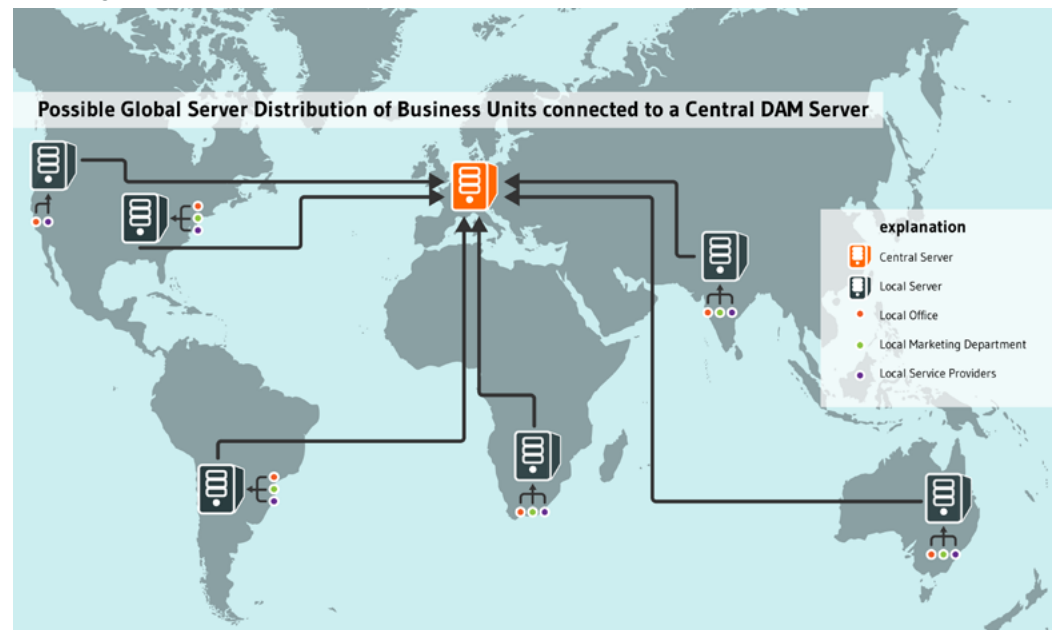 Possible Global Server Distribution of Business Units connected to a Central DAM Server
explanation
Central Server
Local Server
Local Office
Local Marketing Department
Local Service Providers